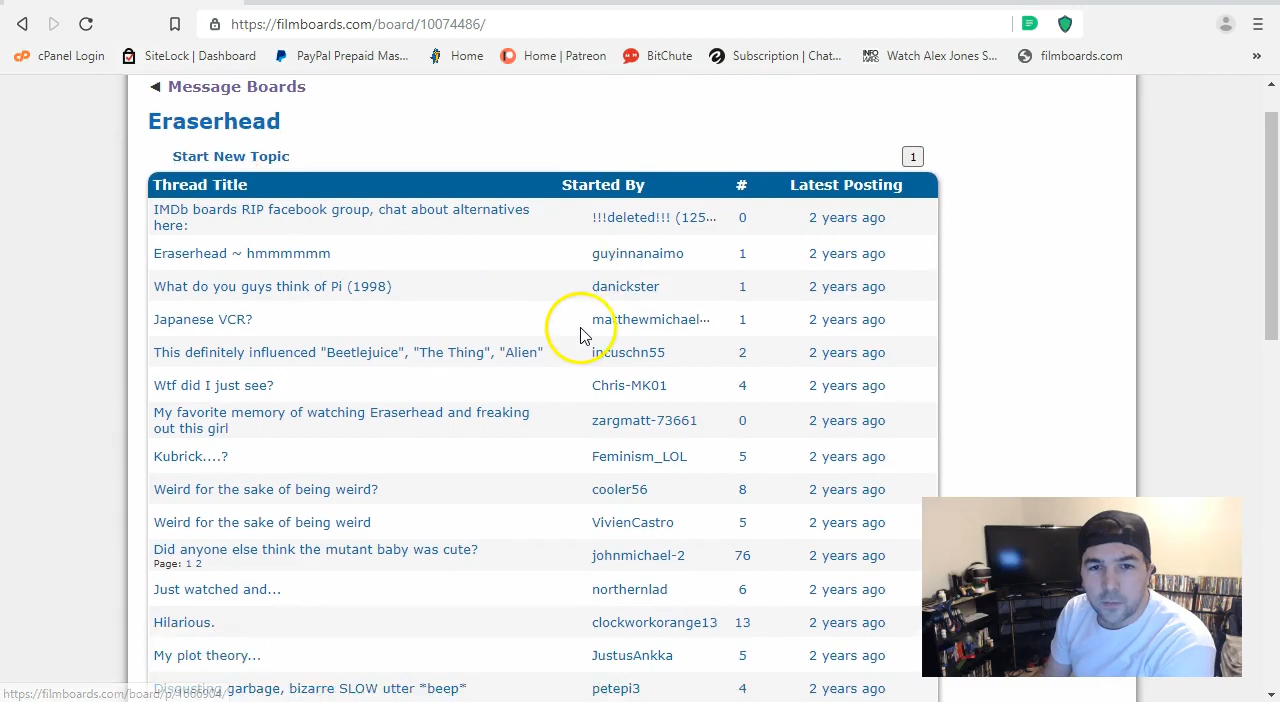 https://filmboards.com/board/10074486/
cPanel Login SiteLock | Dashboard PayPal Prepaid Mas... Home Home | Patreon BitChute Subscription | Chat... INFO WARS Watch Alex Jones S... filmboards.com »
◄ Message Boards
Eraserhead
Start New Topic 1
Thread Title Started By # Latest Posting
IMDb boards RIP facebook group, chat about alternatives
here: !!!deleted!!! (125... 0 2 years ago
Eraserhead ~ hmmmmmm guyinnanaimo 1 2 years ago
What do you guys think of Pi (1998) danickster 1 2 years ago
Japanese VCR? matthewmichael... 1 2 years ago
This definitely influenced "Beetlejuice", "The Thing", "Alien" incuschn55 2 2 years ago
Wtf did I just see? Chris-MK01 4 2 years ago
My favorite memory of watching Eraserhead and freaking
out this girl zargmatt-73661 0 2 years ago
Kubrick....? Feminism_LOL 5 2 years ago
Weird for the sake of being weird? cooler56 8 2 years ago
Weird for the sake of being weird VivienCastro 5 2 years ago
Did anyone else think the mutant baby was cute? johnmichael-2 76 2 years ago
Page: 1 2
Just watched and... northernlad 6 2 years ago
Hilarious. clockworkorange13 13 2 years ago
My plot theory... JustusAnkka 5 2 years ago
Disgusting garbage, bizarre SLOW utter *beep* petepi3 4 2 years ago